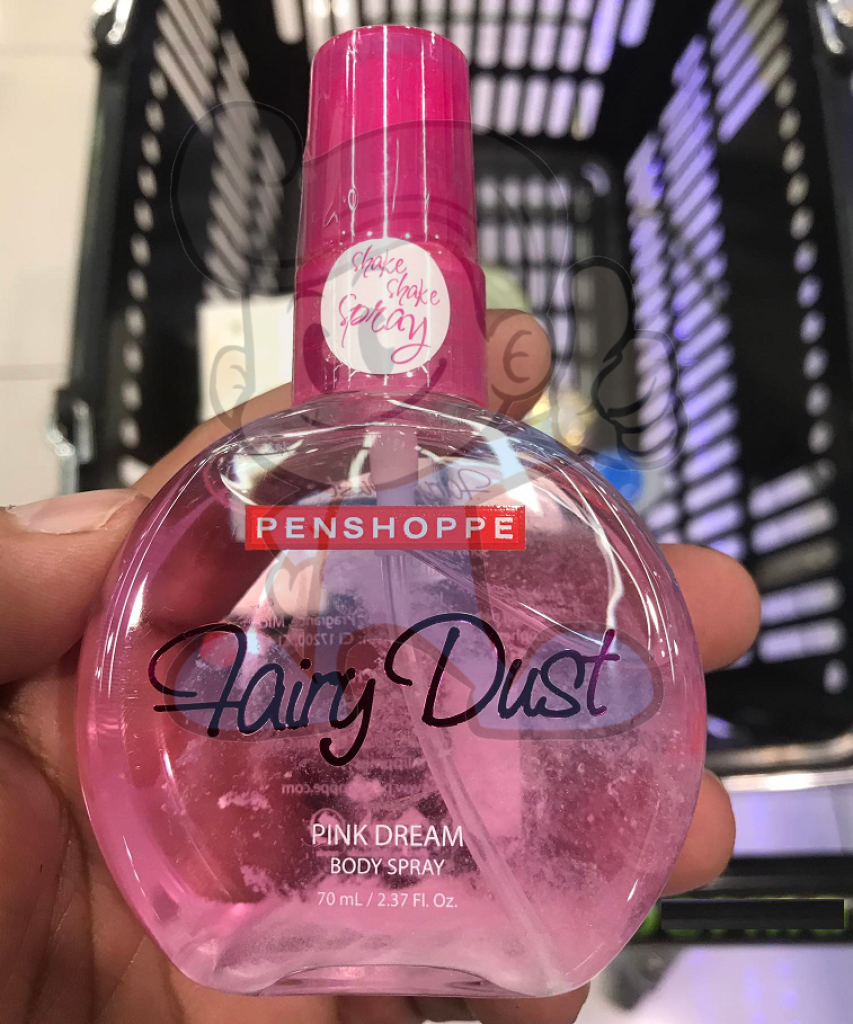 shake
shake
spray
PENSHOPPE
Fairy Dust
PINK DREAM
BODY SPRAY
70 mL / 2.37 Fl. Oz.